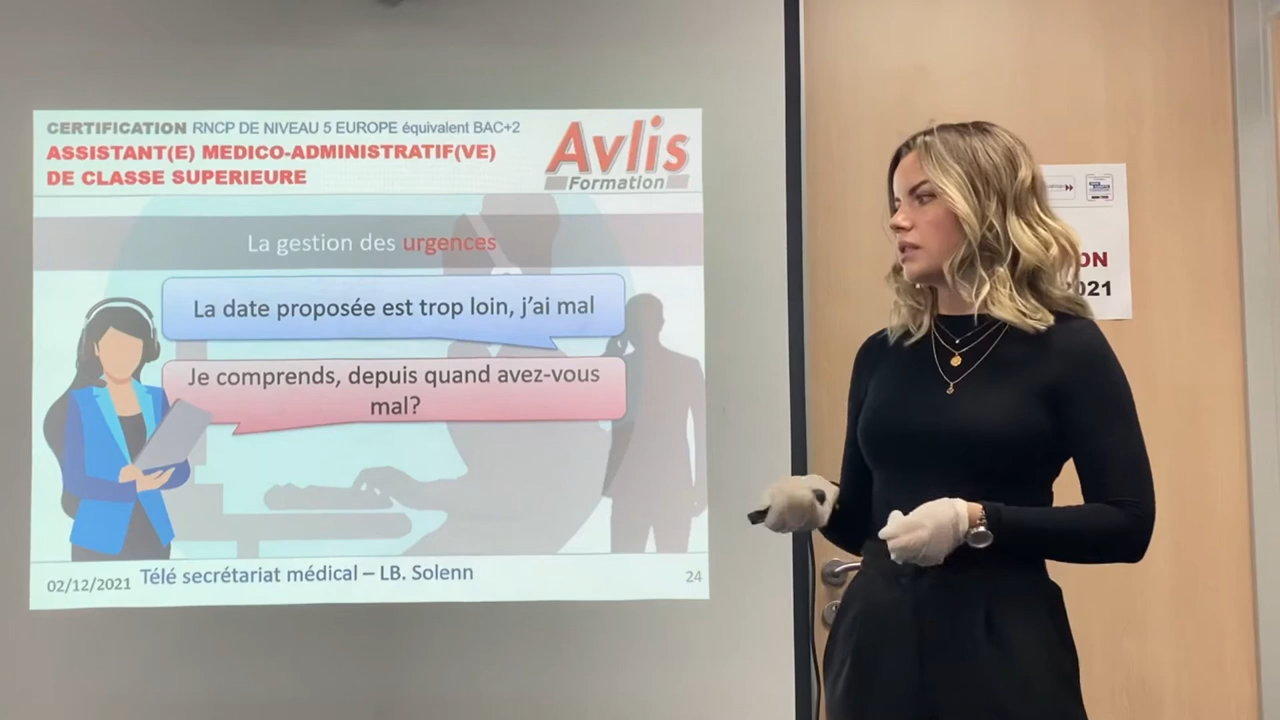 CERTIFICATION RNCP DE NIVEAU 5 EUROPE équivalent BAC+2
ASSISTANT(E) MEDICO-ADMINISTRATIF(VE)
DE CLASSE SUPERIEURE
Avlis
Formation
La gestion des urgences
La date proposée est trop loin, j'ai mal
Je comprends, depuis quand avez-vous
mal?
02/12/2021 Télé secrétariat médical – LB. Solenn 24
ON
021